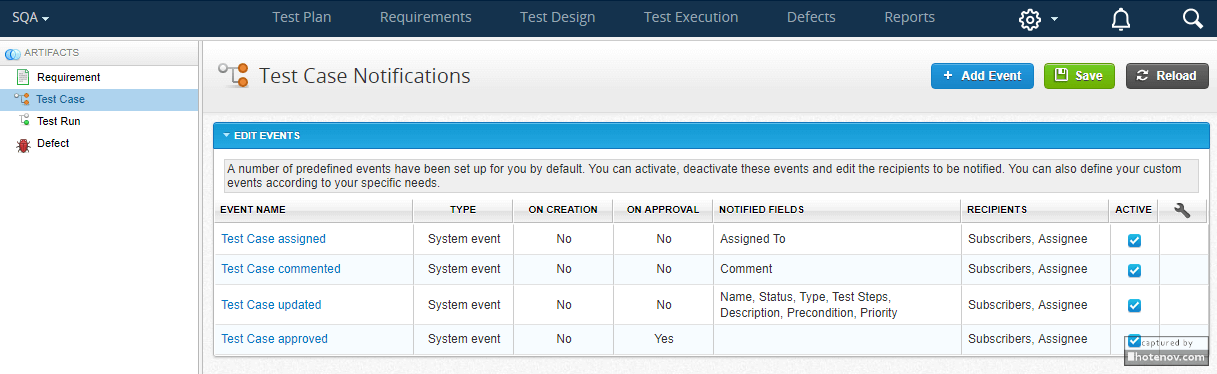 SQA
Test Plan Requirements Test Design Test Execution Defects Reports
ARTIFACTS
Requirement
Test Case
Test Run
Defect
Test Case Notifications
+ Add Event
Save
Reload
EDIT EVENTS
A number of predefined events have been set up for you by default. You can activate, deactivate these events and edit the recipients to be notified. You can also define your custom
events according to your specific needs.
EVENT NAME TYPE ON CREATION ON APPROVAL NOTIFIED FIELDS RECIPIENTS ACTIVE
Test Case assigned System event No No Assigned To Subscribers, Assignee
Test Case commented System event No No Comment Subscribers, Assignee
Test Case updated System event No No Name, Status, Type, Test Steps, Subscribers, Assignee
Description, Precondition, Priority
Test Case approved System event No Yes Subscribers, Assignee
captured by
hotenov.com